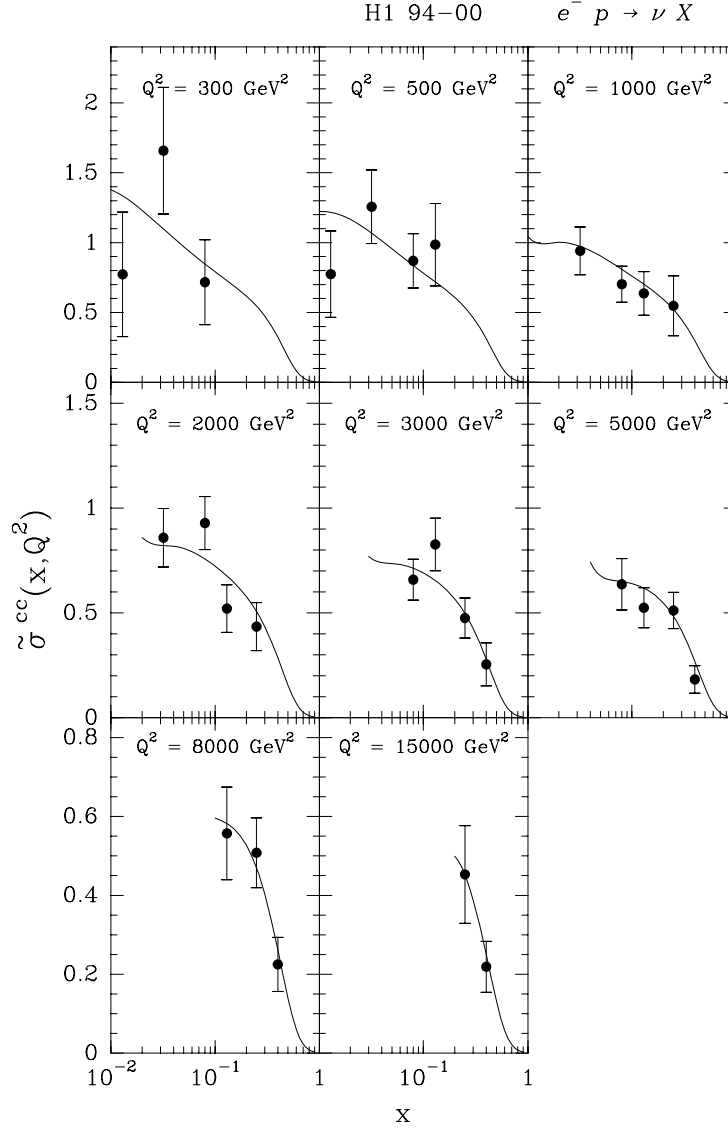 H1 94−00   e⁻ p → ν X
Q² = 300 GeV²   Q² = 500 GeV²   Q² = 1000 GeV²
2
1.5
1
0.5
0
Q² = 2000 GeV²   Q² = 3000 GeV²   Q² = 5000 GeV²
1.5
1
0.5
0
σ̃ ᶜᶜ(x,Q²)
Q² = 8000 GeV²   Q² = 15000 GeV²
0.8
0.6
0.4
0.2
0
10⁻²   10⁻¹   1   10⁻¹   1
x